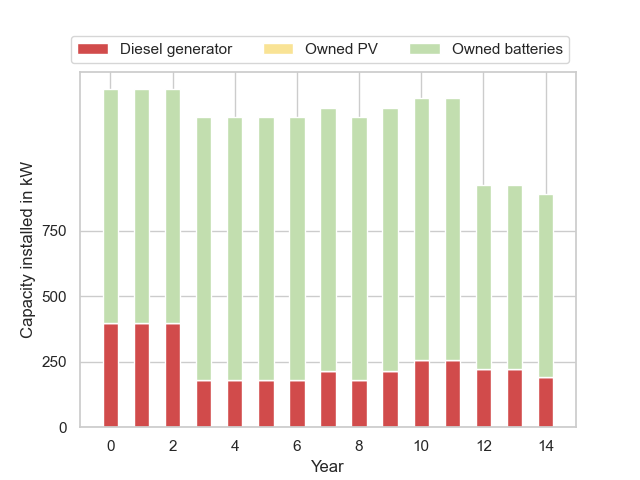 Diesel generator Owned PV Owned batteries
Capacity installed in kW
750
500
250
0
0 2 4 6 8 10 12 14
Year